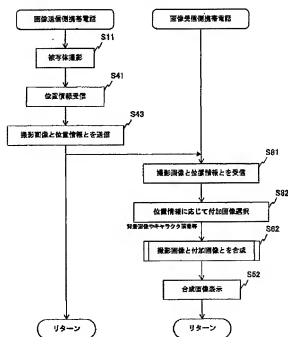 画像送信側携帯電話
画像受信側携帯電話
S11
被写体撮影
S41
位置情報受信
S43
撮影画像と位置情報とを送信
S81
撮影画像と位置情報とを受信
S82
位置情報に応じて付加画像選択
背景画像やキャラクタ画像等
S62
撮影画像と付加画像とを合成
S52
合成画像表示
リターン
リターン